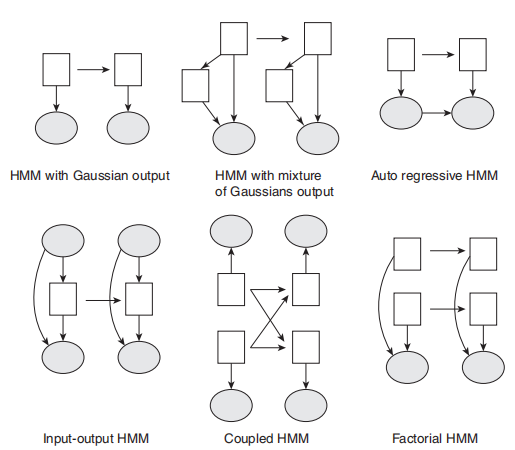 HMM with Gaussian output
HMM with mixture
of Gaussians output
Auto regressive HMM
Input-output HMM
Coupled HMM
Factorial HMM